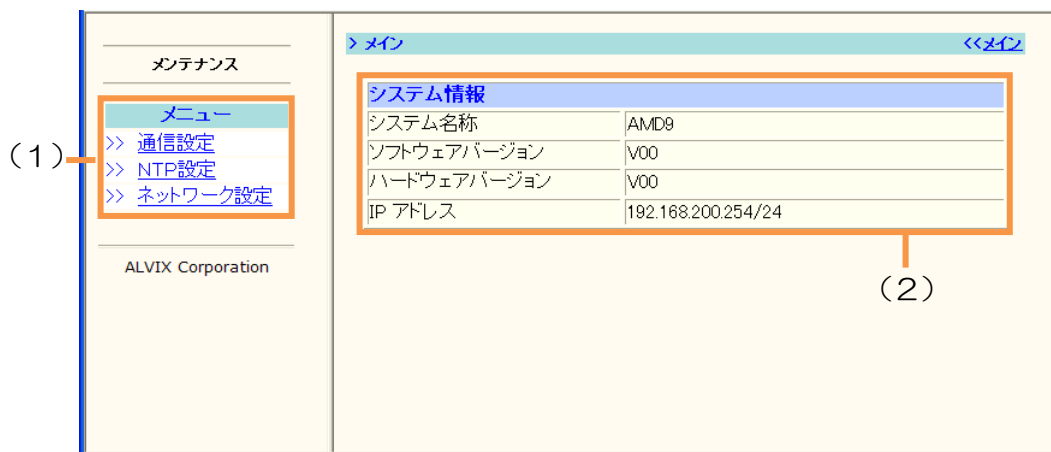 メンテナンス
メニュー
>> 通信設定
>> NTP設定
>> ネットワーク設定
ALVIX Corporation
(1)
> メイン <<メイン
システム情報
システム名称 AMD9
ソフトウェアバージョン V00
ハードウェアバージョン V00
IP アドレス 192.168.200.254/24
(2)